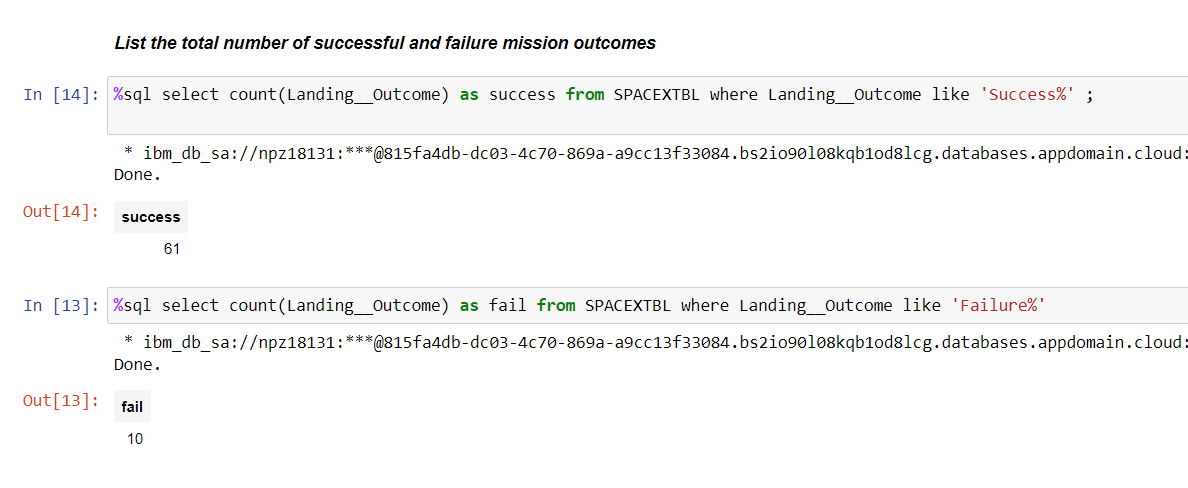 List the total number of successful and failure mission outcomes
In [14]: %sql select count(Landing__Outcome) as success from SPACEXTBL where Landing__Outcome like 'Success%' ;
* ibm_db_sa://npz18131:***@815fa4db-dc03-4c70-869a-a9cc13f33084.bs2io90l08kqb1od8lcg.databases.appdomain.cloud:
Done.
Out[14]: success
61
In [13]: %sql select count(Landing__Outcome) as fail from SPACEXTBL where Landing__Outcome like 'Failure%'
* ibm_db_sa://npz18131:***@815fa4db-dc03-4c70-869a-a9cc13f33084.bs2io90l08kqb1od8lcg.databases.appdomain.cloud:
Done.
Out[13]: fail
10